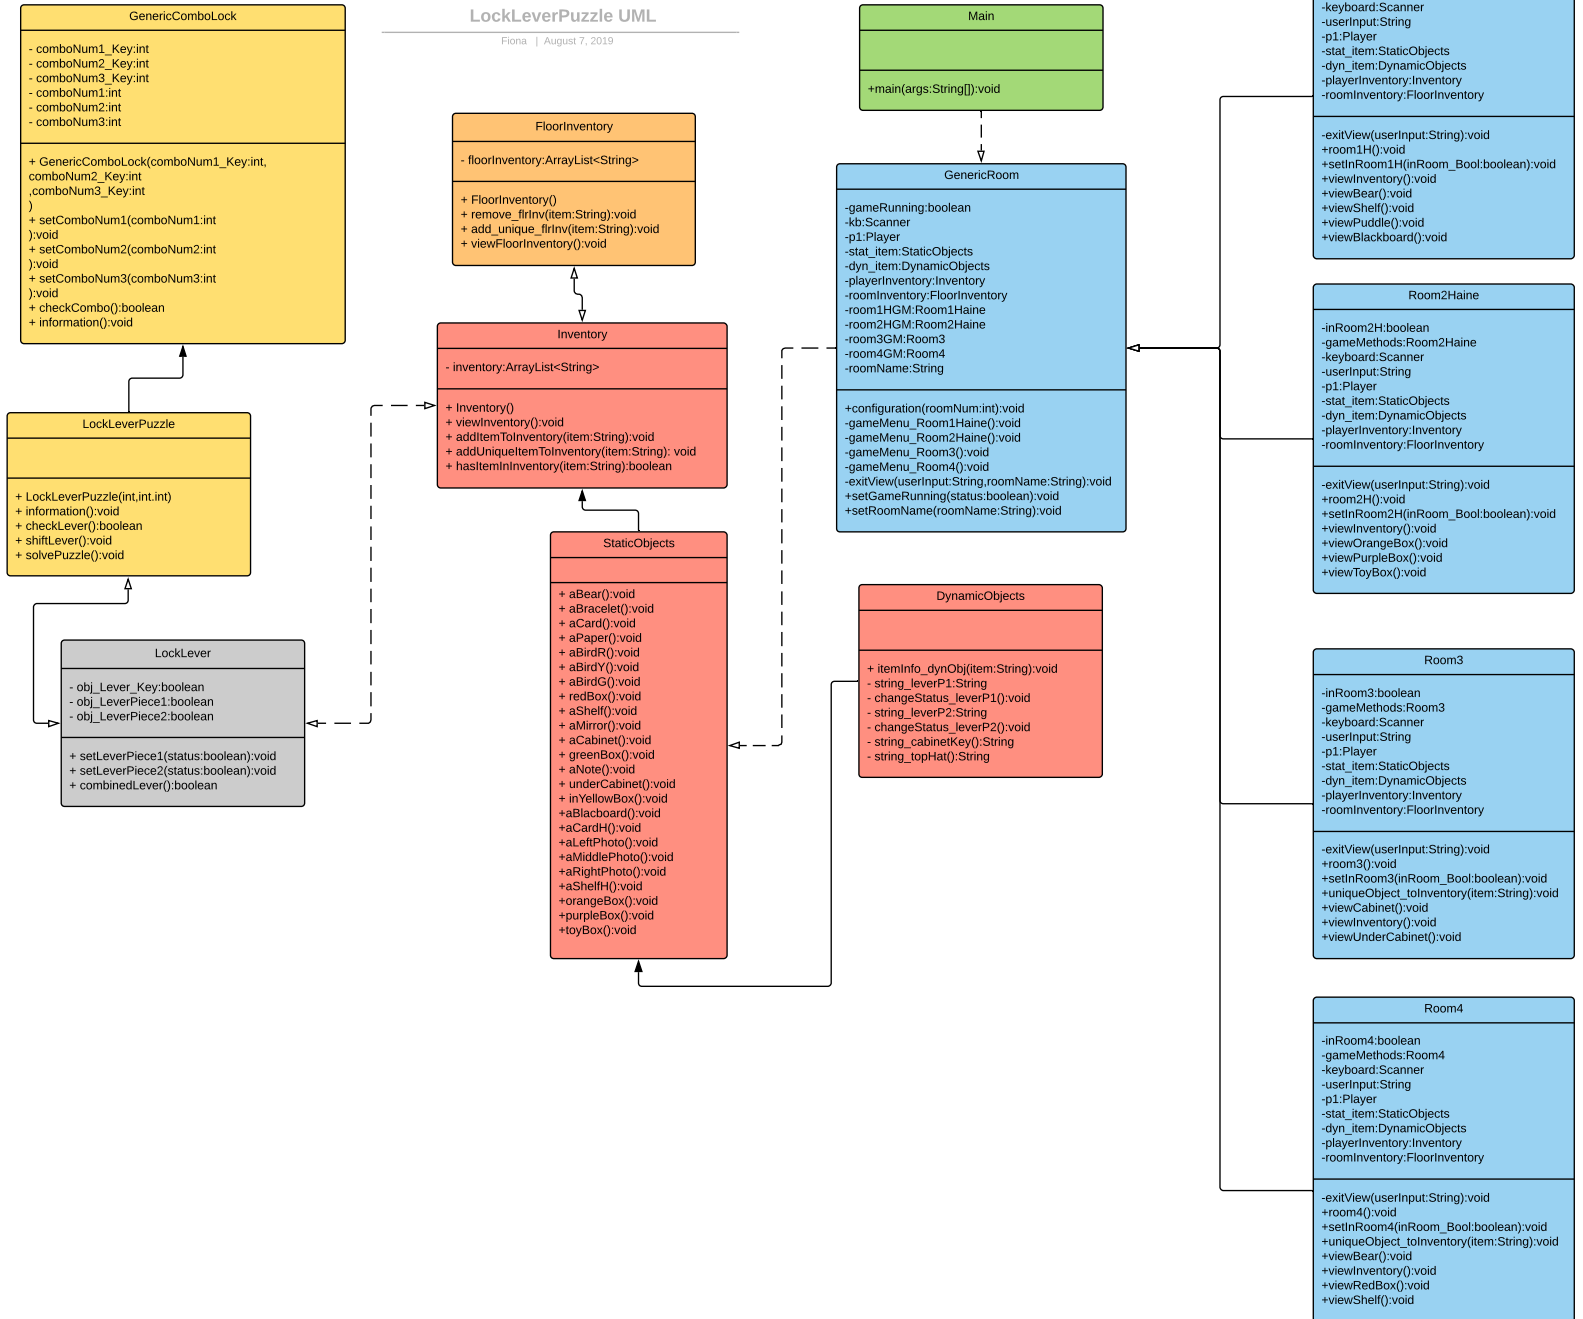 LockLeverPuzzle UML
Fiona | August 7, 2019
GenericComboLock
- comboNum1_Key:int
- comboNum2_Key:int
- comboNum3_Key:int
- comboNum1:int
- comboNum2:int
- comboNum3:int
+ GenericComboLock(comboNum1_Key:int,
comboNum2_Key:int
,comboNum3_Key:int
)
+ setComboNum1(comboNum1:int
):void
+ setComboNum2(comboNum2:int
):void
+ setComboNum3(comboNum3:int
):void
+ checkCombo():boolean
+ information():void
LockLeverPuzzle
+ LockLeverPuzzle(int,int.int)
+ information():void
+ checkLever():boolean
+ shiftLever():void
+ solvePuzzle():void
LockLever
- obj_Lever_Key:boolean
- obj_LeverPiece1:boolean
- obj_LeverPiece2:boolean
+ setLeverPiece1(status:boolean):void
+ setLeverPiece2(status:boolean):void
+ combinedLever():boolean
FloorInventory
- floorInventory:ArrayList<String>
+ FloorInventory()
+ remove_flrInv(item:String):void
+ add_unique_flrInv(item:String):void
+ viewFloorInventory():void
Inventory
- inventory:ArrayList<String>
+ Inventory()
+ viewInventory():void
+ addItemToInventory(item:String):void
+ addUniqueItemToInventory(item:String): void
+ hasItemInInventory(item:String):boolean
StaticObjects
+ aBear():void
+ aBracelet():void
+ aCard():void
+ aPaper():void
+ aBirdR():void
+ aBirdY():void
+ aBirdG():void
+ redBox():void
+ aShelf():void
+ aMirror():void
+ aCabinet():void
+ greenBox():void
+ aNote():void
+ underCabinet():void
+ inYellowBox():void
+aBlacboard():void
+aCardH():void
+aLeftPhoto():void
+aMiddlePhoto():void
+aRightPhoto():void
+aShelfH():void
+orangeBox():void
+purpleBox():void
+toyBox():void
Main
+main(args:String[]):void
GenericRoom
-gameRunning:boolean
-kb:Scanner
-p1:Player
-stat_item:StaticObjects
-dyn_item:DynamicObjects
-playerInventory:Inventory
-roomInventory:FloorInventory
-room1HGM:Room1Haine
-room2HGM:Room2Haine
-room3GM:Room3
-room4GM:Room4
-roomName:String
+configuration(roomNum:int):void
-gameMenu_Room1Haine():void
-gameMenu_Room2Haine():void
-gameMenu_Room3():void
-gameMenu_Room4():void
-exitView(userInput:String,roomName:String):void
+setGameRunning(status:boolean):void
+setRoomName(roomName:String):void
DynamicObjects
+ itemInfo_dynObj(item:String):void
- string_leverP1:String
- changeStatus_leverP1():void
- string_leverP2:String
- changeStatus_leverP2():void
- string_cabinetKey():String
- string_topHat():String
-keyboard:Scanner
-userInput:String
-p1:Player
-stat_item:StaticObjects
-dyn_item:DynamicObjects
-playerInventory:Inventory
-roomInventory:FloorInventory
-exitView(userInput:String):void
+room1H():void
+setInRoom1H(inRoom_Bool:boolean):void
+viewInventory():void
+viewBear():void
+viewShelf():void
+viewPuddle():void
+viewBlackboard():void
Room2Haine
-inRoom2H:boolean
-gameMethods:Room2Haine
-keyboard:Scanner
-userInput:String
-p1:Player
-stat_item:StaticObjects
-dyn_item:DynamicObjects
-playerInventory:Inventory
-roomInventory:FloorInventory
-exitView(userInput:String):void
+room2H():void
+setInRoom2H(inRoom_Bool:boolean):void
+viewInventory():void
+viewOrangeBox():void
+viewPurpleBox():void
+viewToyBox():void
Room3
-inRoom3:boolean
-gameMethods:Room3
-keyboard:Scanner
-userInput:String
-p1:Player
-stat_item:StaticObjects
-dyn_item:DynamicObjects
-playerInventory:Inventory
-roomInventory:FloorInventory
-exitView(userInput:String):void
+room3():void
+setInRoom3(inRoom_Bool:boolean):void
+uniqueObject_toInventory(item:String):void
+viewCabinet():void
+viewInventory():void
+viewUnderCabinet():void
Room4
-inRoom4:boolean
-gameMethods:Room4
-keyboard:Scanner
-userInput:String
-p1:Player
-stat_item:StaticObjects
-dyn_item:DynamicObjects
-playerInventory:Inventory
-roomInventory:FloorInventory
-exitView(userInput:String):void
+room4():void
+setInRoom4(inRoom_Bool:boolean):void
+uniqueObject_toInventory(item:String):void
+viewBear():void
+viewInventory():void
+viewRedBox():void
+viewShelf():void